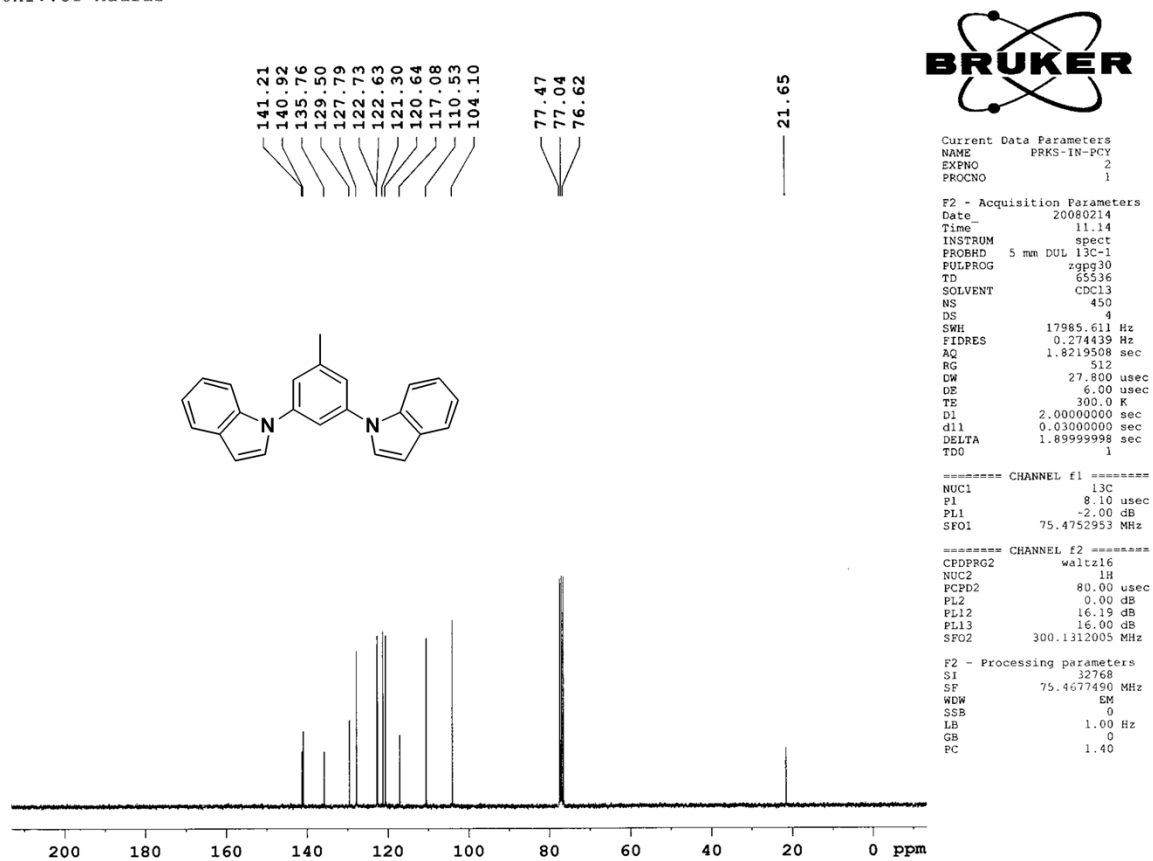 141.21
140.92
135.76
129.50
127.79
122.73
122.63
121.30
120.64
117.08
110.53
104.10
77.47
77.04
76.62
21.65
BRUKER
Current Data Parameters
NAME PRKS-IN-PCY
EXPNO 2
PROCNO 1
F2 - Acquisition Parameters
Date_ 20080214
Time 11.14
INSTRUM spect
PROBHD 5 mm DUL 13C-1
PULPROG zgpg30
TD 65536
SOLVENT CDCl3
NS 450
DS 4
SWH 17985.611 Hz
FIDRES 0.274439 Hz
AQ 1.8219508 sec
RG 512
DW 27.800 usec
DE 6.00 usec
TE 300.0 K
D1 2.00000000 sec
d11 0.03000000 sec
DELTA 1.89999998 sec
TD0 1
======== CHANNEL f1 ========
NUC1 13C
P1 8.10 usec
PL1 -2.00 dB
SFO1 75.4752953 MHz
======== CHANNEL f2 ========
CPDPRG2 waltz16
NUC2 1H
PCPD2 80.00 usec
PL2 0.00 dB
PL12 16.19 dB
PL13 16.00 dB
SFO2 300.1312005 MHz
F2 - Processing parameters
SI 32768
SF 75.4677490 MHz
WDW EM
SSB 0
LB 1.00 Hz
GB 0
PC 1.40
N N
200 180 160 140 120 100 80 60 40 20 0 ppm